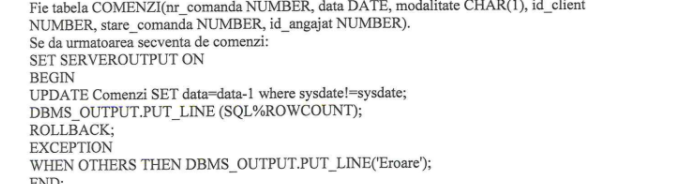 Fie tabela COMENZI(nr_comanda NUMBER, data DATE, modalitate CHAR(1), id_client
NUMBER, stare_comanda NUMBER, id_angajat NUMBER).
Se da urmatoarea secventa de comenzi:
SET SERVEROUTPUT ON
BEGIN
UPDATE Comenzi SET data=data-1 where sysdate!=sysdate;
DBMS_OUTPUT.PUT_LINE (SQL%ROWCOUNT);
ROLLBACK;
EXCEPTION
WHEN OTHERS THEN DBMS_OUTPUT.PUT_LINE('Eroare');
END;